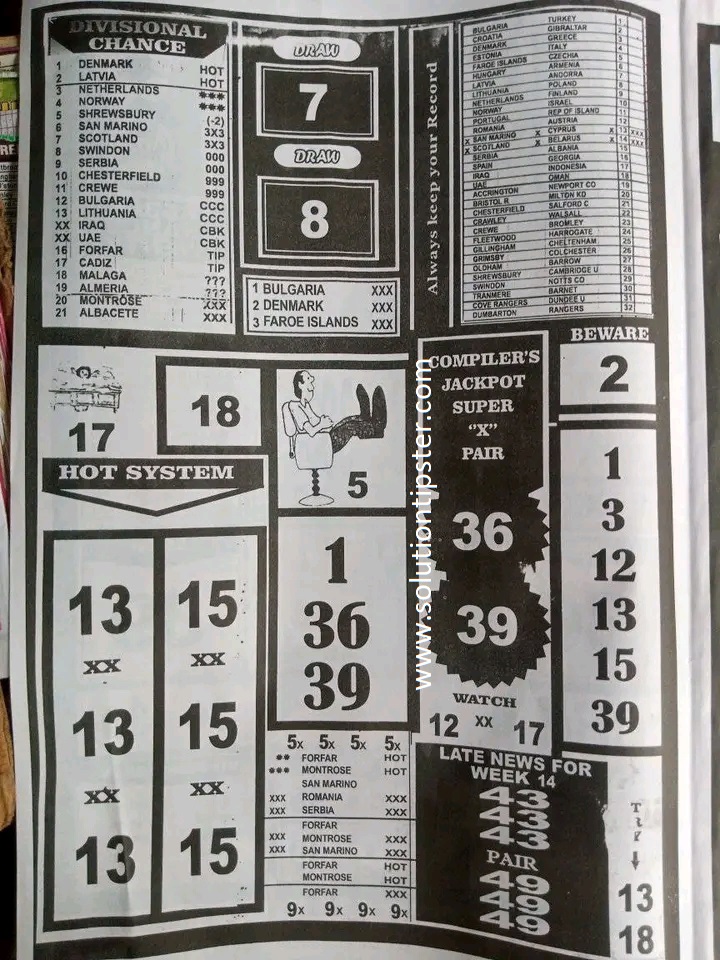 DIVISIONAL
CHANCE
1 DENMARK HOT
2 LATVIA HOT
3 NETHERLANDS ***
4 NORWAY ***
5 SHREWSBURY (-2)
6 SAN MARINO 3X3
7 SCOTLAND 3X3
8 SWINDON 000
9 SERBIA 000
10 CHESTERFIELD 999
11 CREWE 999
12 BULGARIA CCC
13 LITHUANIA CCC
XX IRAQ CBK
XX UAE CBK
16 FORFAR TIP
17 CADIZ TIP
18 MALAGA ???
19 ALMERIA ???
20 MONTROSE XXX
21 ALBACETE XXX
DRAW
7
DRAW
8
1 BULGARIA XXX
2 DENMARK XXX
3 FAROE ISLANDS XXX
Always keep your Record
BULGARIA TURKEY 1
CROATIA GIBRALTAR 2
DENMARK GREECE 3
ESTONIA ITALY 4
FAROE ISLANDS CZECHIA 5
HUNGARY ARMENIA 6
LATVIA ANDORRA 7
LITHUANIA POLAND 8
NETHERLANDS FINLAND 9
NORWAY ISRAEL 10
PORTUGAL REP OF ISLAND 11
ROMANIA AUSTRIA 12
X SAN MARINO X CYPRUS X 13 XXX
X SCOTLAND X BELARUS X 14 XXX
SERBIA ALBANIA 15
SPAIN GEORGIA 16
IRAQ INDONESIA 17
UAE OMAN 18
ACCRINGTON NEWPORT CO 19
BRISTOL R MILTON KD 20
CHESTERFIELD SALFORD C 21
CRAWLEY WALSALL 22
CREWE BROMLEY 23
FLEETWOOD HARROGATE 24
GILLINGHAM CHELTENHAM 25
GRIMSBY COLCHESTER 26
OLDHAM BARROW 27
SHREWSBURY CAMBRIDGE U 28
SWINDON NOTTS CO 29
TRANMERE BARNET 30
COVE RANGERS DUNDEE U 31
DUMBARTON RANGERS 32
17
18
5
HOT SYSTEM
13 15
XX XX
13 15
XX XX
13 15
1
36
39
5x 5x 5x 5x
** FORFAR HOT
*** MONTROSE HOT
SAN MARINO
XXX ROMANIA XXX
XXX SERBIA XXX
FORFAR
XXX MONTROSE XXX
XXX SAN MARINO XXX
FORFAR HOT
MONTROSE HOT
FORFAR XXX
9x 9x 9x 9x
COMPILER'S
JACKPOT
SUPER
"X"
PAIR
36
39
WATCH
12 XX 17
LATE NEWS FOR
WEEK 14
43
43
43
PAIR
49
49
49
BEWARE
2
1
3
12
13
15
39
13
18
www.solutiontipster.com